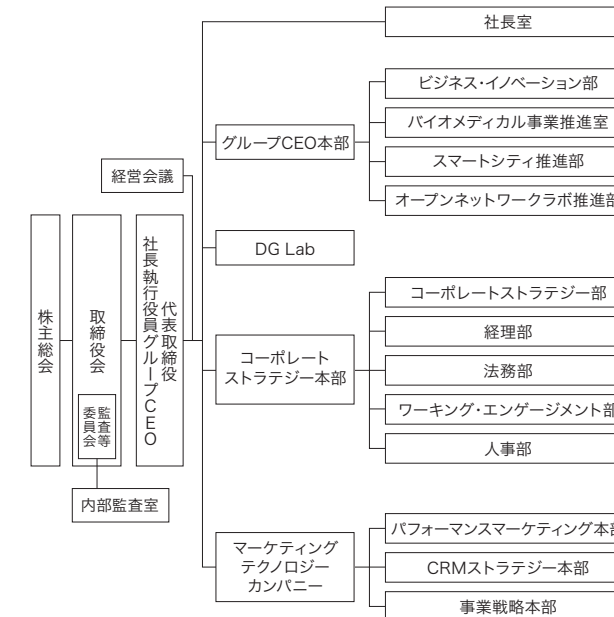 社長室
ビジネス・イノベーション部
グループCEO本部
バイオメディカル事業推進室
スマートシティ推進部
オープンネットワークラボ推進部
経営会議
DG Lab
株主総会
取締役会
監査等
委員会
代表取締役
社長執行役員グループCEO
内部監査室
コーポレート
ストラテジー本部
コーポレートストラテジー部
経理部
法務部
ワーキング・エンゲージメント部
人事部
マーケティング
テクノロジー
カンパニー
パフォーマンスマーケティング本部
CRMストラテジー本部
事業戦略本部